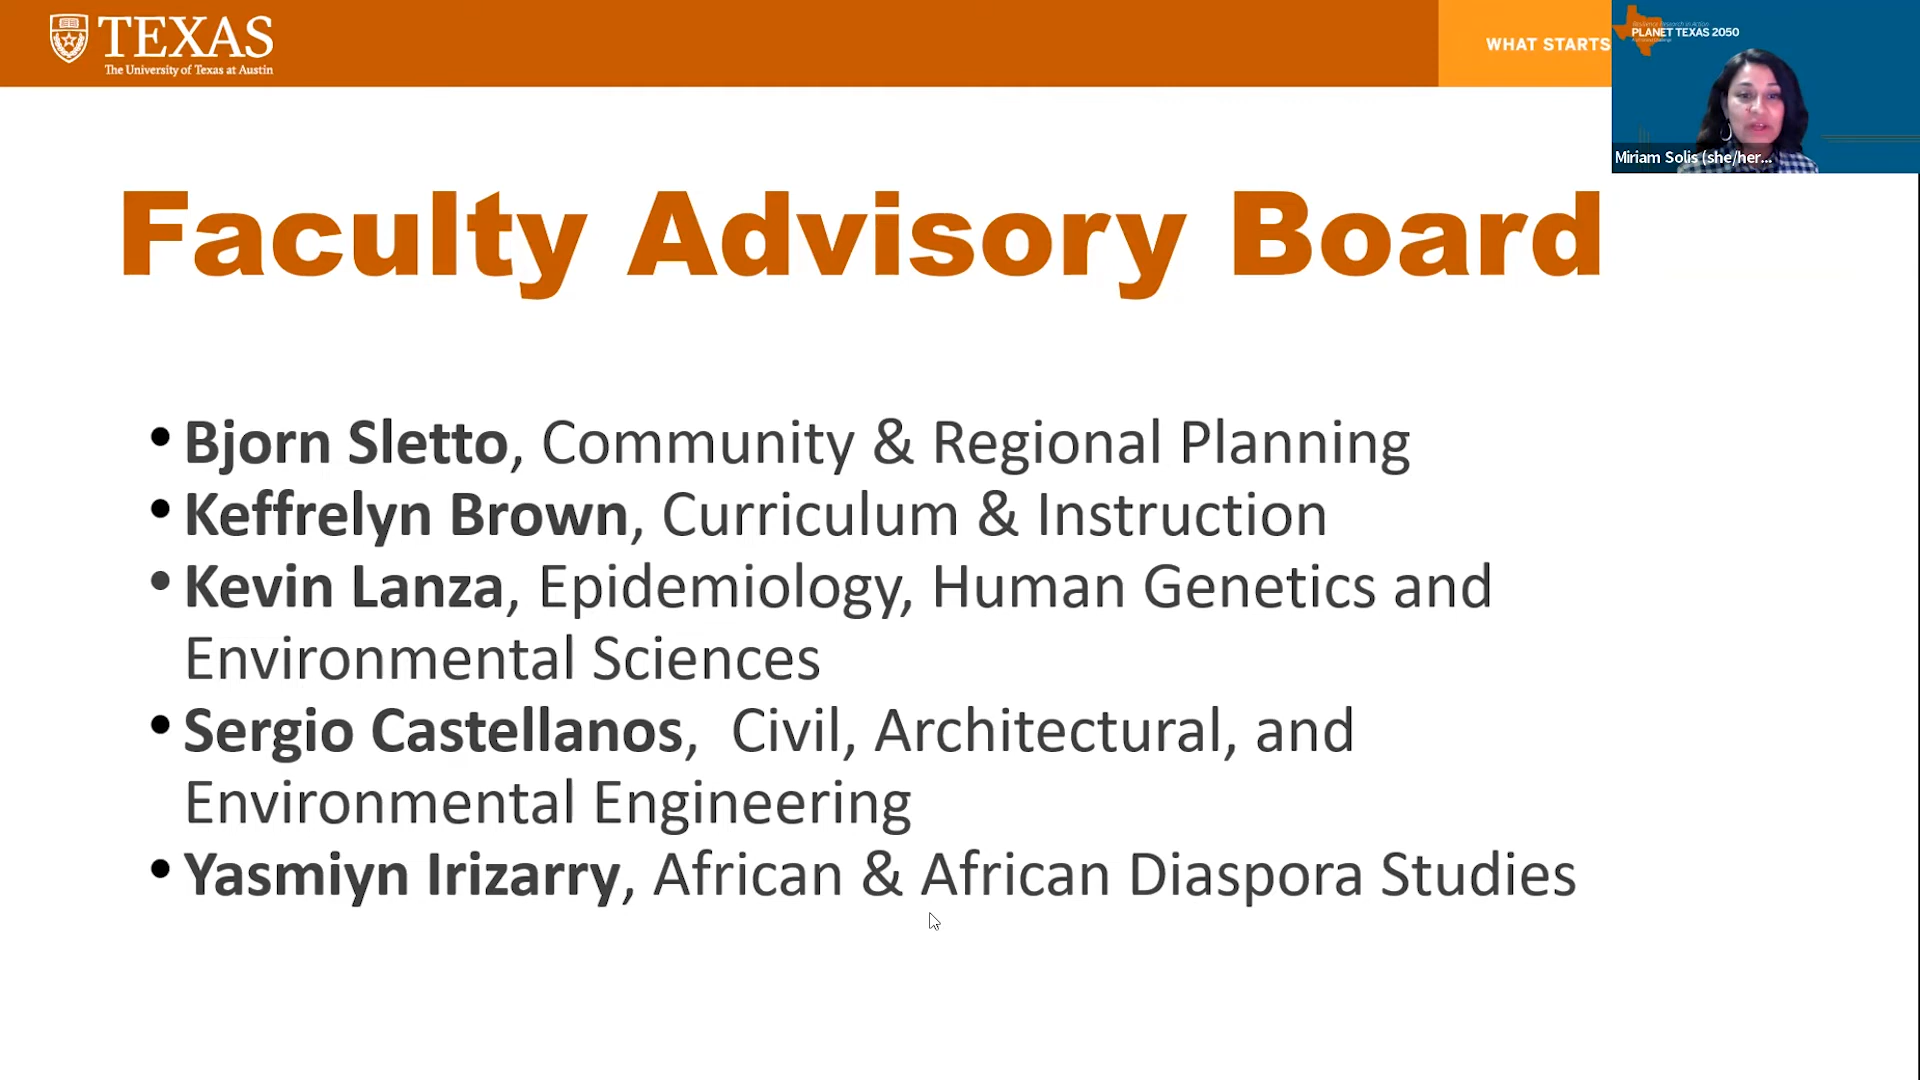 TEXAS
The University of Texas at Austin
WHAT STARTS
PLANET TEXAS 2050
Miriam Solis (she/her...
Faculty Advisory Board
• Bjorn Sletto, Community & Regional Planning
• Keffrelyn Brown, Curriculum & Instruction
• Kevin Lanza, Epidemiology, Human Genetics and
Environmental Sciences
• Sergio Castellanos,  Civil, Architectural, and
Environmental Engineering
• Yasmiyn Irizarry, African & African Diaspora Studies